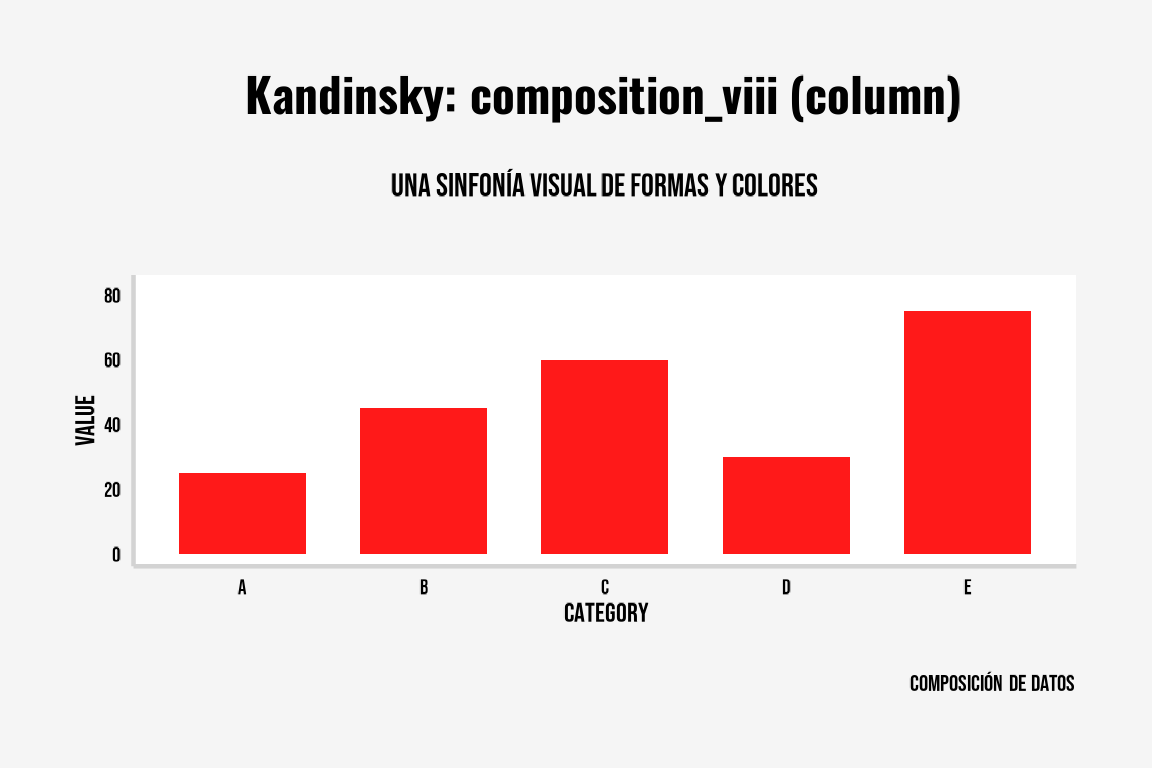 Kandinsky: composition_viii (column)
UNA SINFONÍA VISUAL DE FORMAS Y COLORES
80
60
40
20
0
VALUE
A B C D E
CATEGORY
COMPOSICIÓN DE DATOS